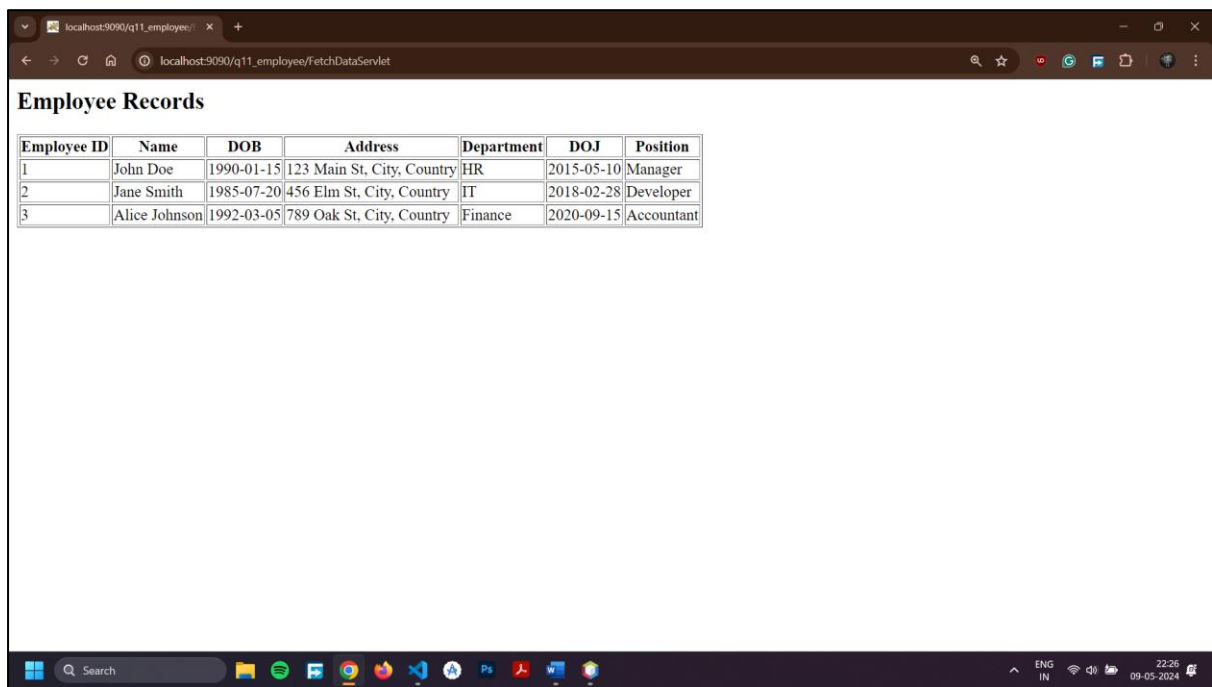 localhost:9090/q11_employee/
localhost:9090/q11_employee/FetchDataServlet
Employee Records
Employee ID Name DOB Address Department DOJ Position
1 John Doe 1990-01-15 123 Main St, City, Country HR 2015-05-10 Manager
2 Jane Smith 1985-07-20 456 Elm St, City, Country IT 2018-02-28 Developer
3 Alice Johnson 1992-03-05 789 Oak St, City, Country Finance 2020-09-15 Accountant
Search Ps ENG 22:26
IN 09-05-2024